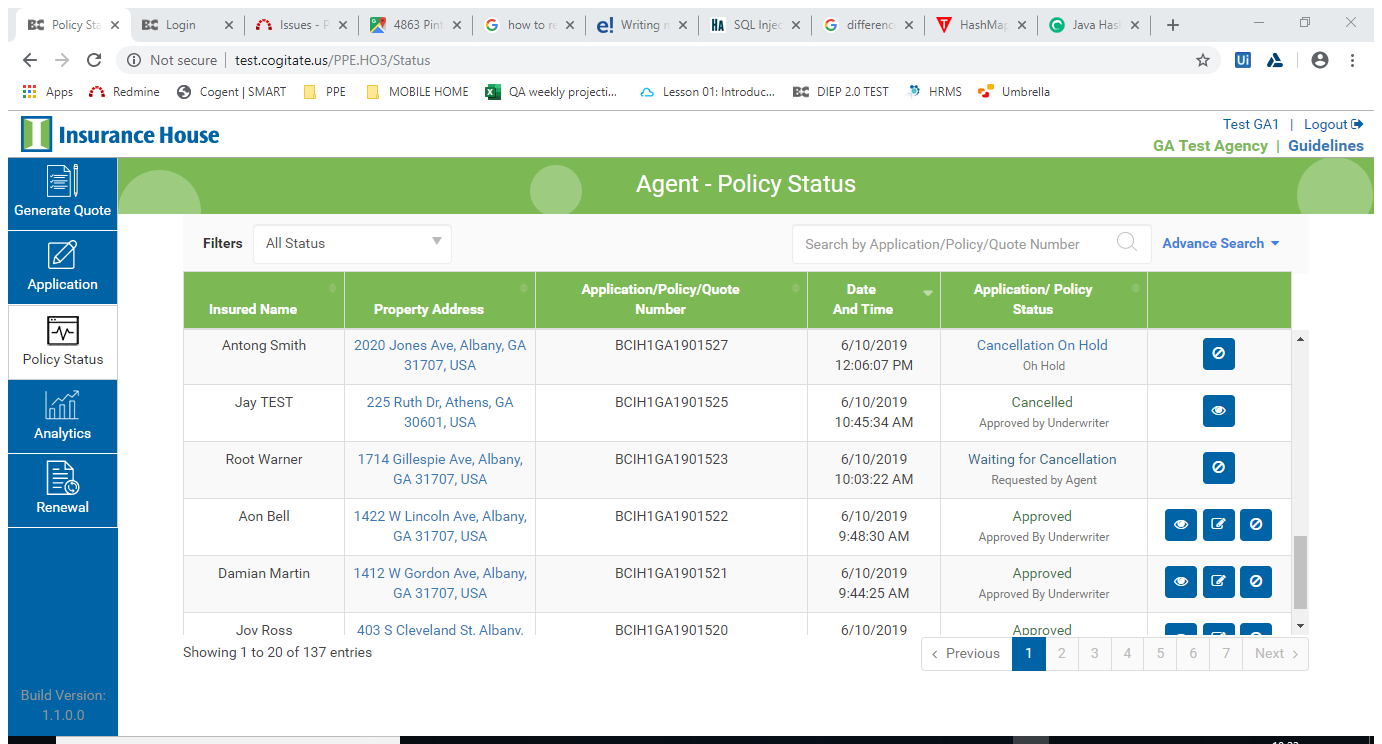 BC Policy Sta
BC Login
Issues - P
4863 Pint
how to re
Writing n
SQL Injec
differenc
HashMap
Java Hash
Not secure | test.cogitate.us/PPE.HO3/Status
Apps Redmine Cogent | SMART PPE MOBILE HOME QA weekly projecti... Lesson 01: Introduc... BC DIEP 2.0 TEST HRMS Umbrella
Insurance House
Test GA1 | Logout
GA Test Agency | Guidelines
Agent - Policy Status
Generate Quote
Application
Policy Status
Analytics
Renewal
Build Version:
1.1.0.0
Filters All Status Search by Application/Policy/Quote Number Advance Search
Insured Name Property Address Application/Policy/Quote Number Date And Time Application/ Policy Status
Antong Smith 2020 Jones Ave, Albany, GA BCIH1GA1901527 6/10/2019 Cancellation On Hold
31707, USA 12:06:07 PM Oh Hold
Jay TEST 225 Ruth Dr, Athens, GA BCIH1GA1901525 6/10/2019 Cancelled
30601, USA 10:45:34 AM Approved by Underwriter
Root Warner 1714 Gillespie Ave, Albany, BCIH1GA1901523 6/10/2019 Waiting for Cancellation
GA 31707, USA 10:03:22 AM Requested by Agent
Aon Bell 1422 W Lincoln Ave, Albany, BCIH1GA1901522 6/10/2019 Approved
GA 31707, USA 9:48:30 AM Approved By Underwriter
Damian Martin 1412 W Gordon Ave, Albany, BCIH1GA1901521 6/10/2019 Approved
GA 31707, USA 9:44:25 AM Approved By Underwriter
Joy Ross 403 S Cleveland St, Albany, BCIH1GA1901520 6/10/2019 Approved
Showing 1 to 20 of 137 entries
‹ Previous 1 2 3 4 5 6 7 Next ›